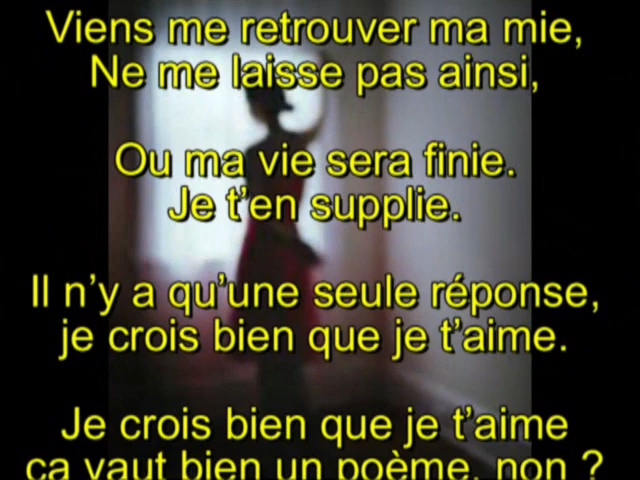 Viens me retrouver ma mie,
Ne me laisse pas ainsi,
Ou ma vie sera finie.
Je t'en supplie.
Il n'y a qu'une seule réponse,
je crois bien que je t'aime.
Je crois bien que je t'aime
ça vaut bien un poème, non ?